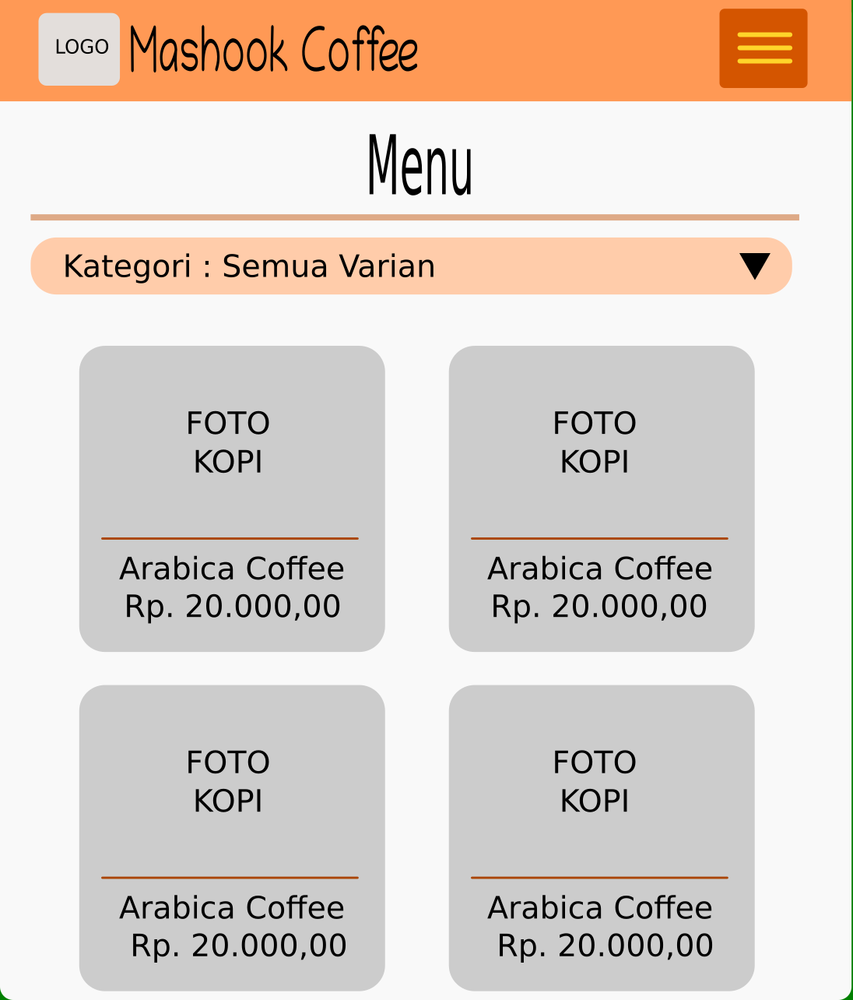 LOGO Mashook Coffee
Menu
Kategori : Semua Varian
FOTO
KOPI
Arabica Coffee
Rp. 20.000,00
FOTO
KOPI
Arabica Coffee
Rp. 20.000,00
FOTO
KOPI
Arabica Coffee
Rp. 20.000,00
FOTO
KOPI
Arabica Coffee
Rp. 20.000,00